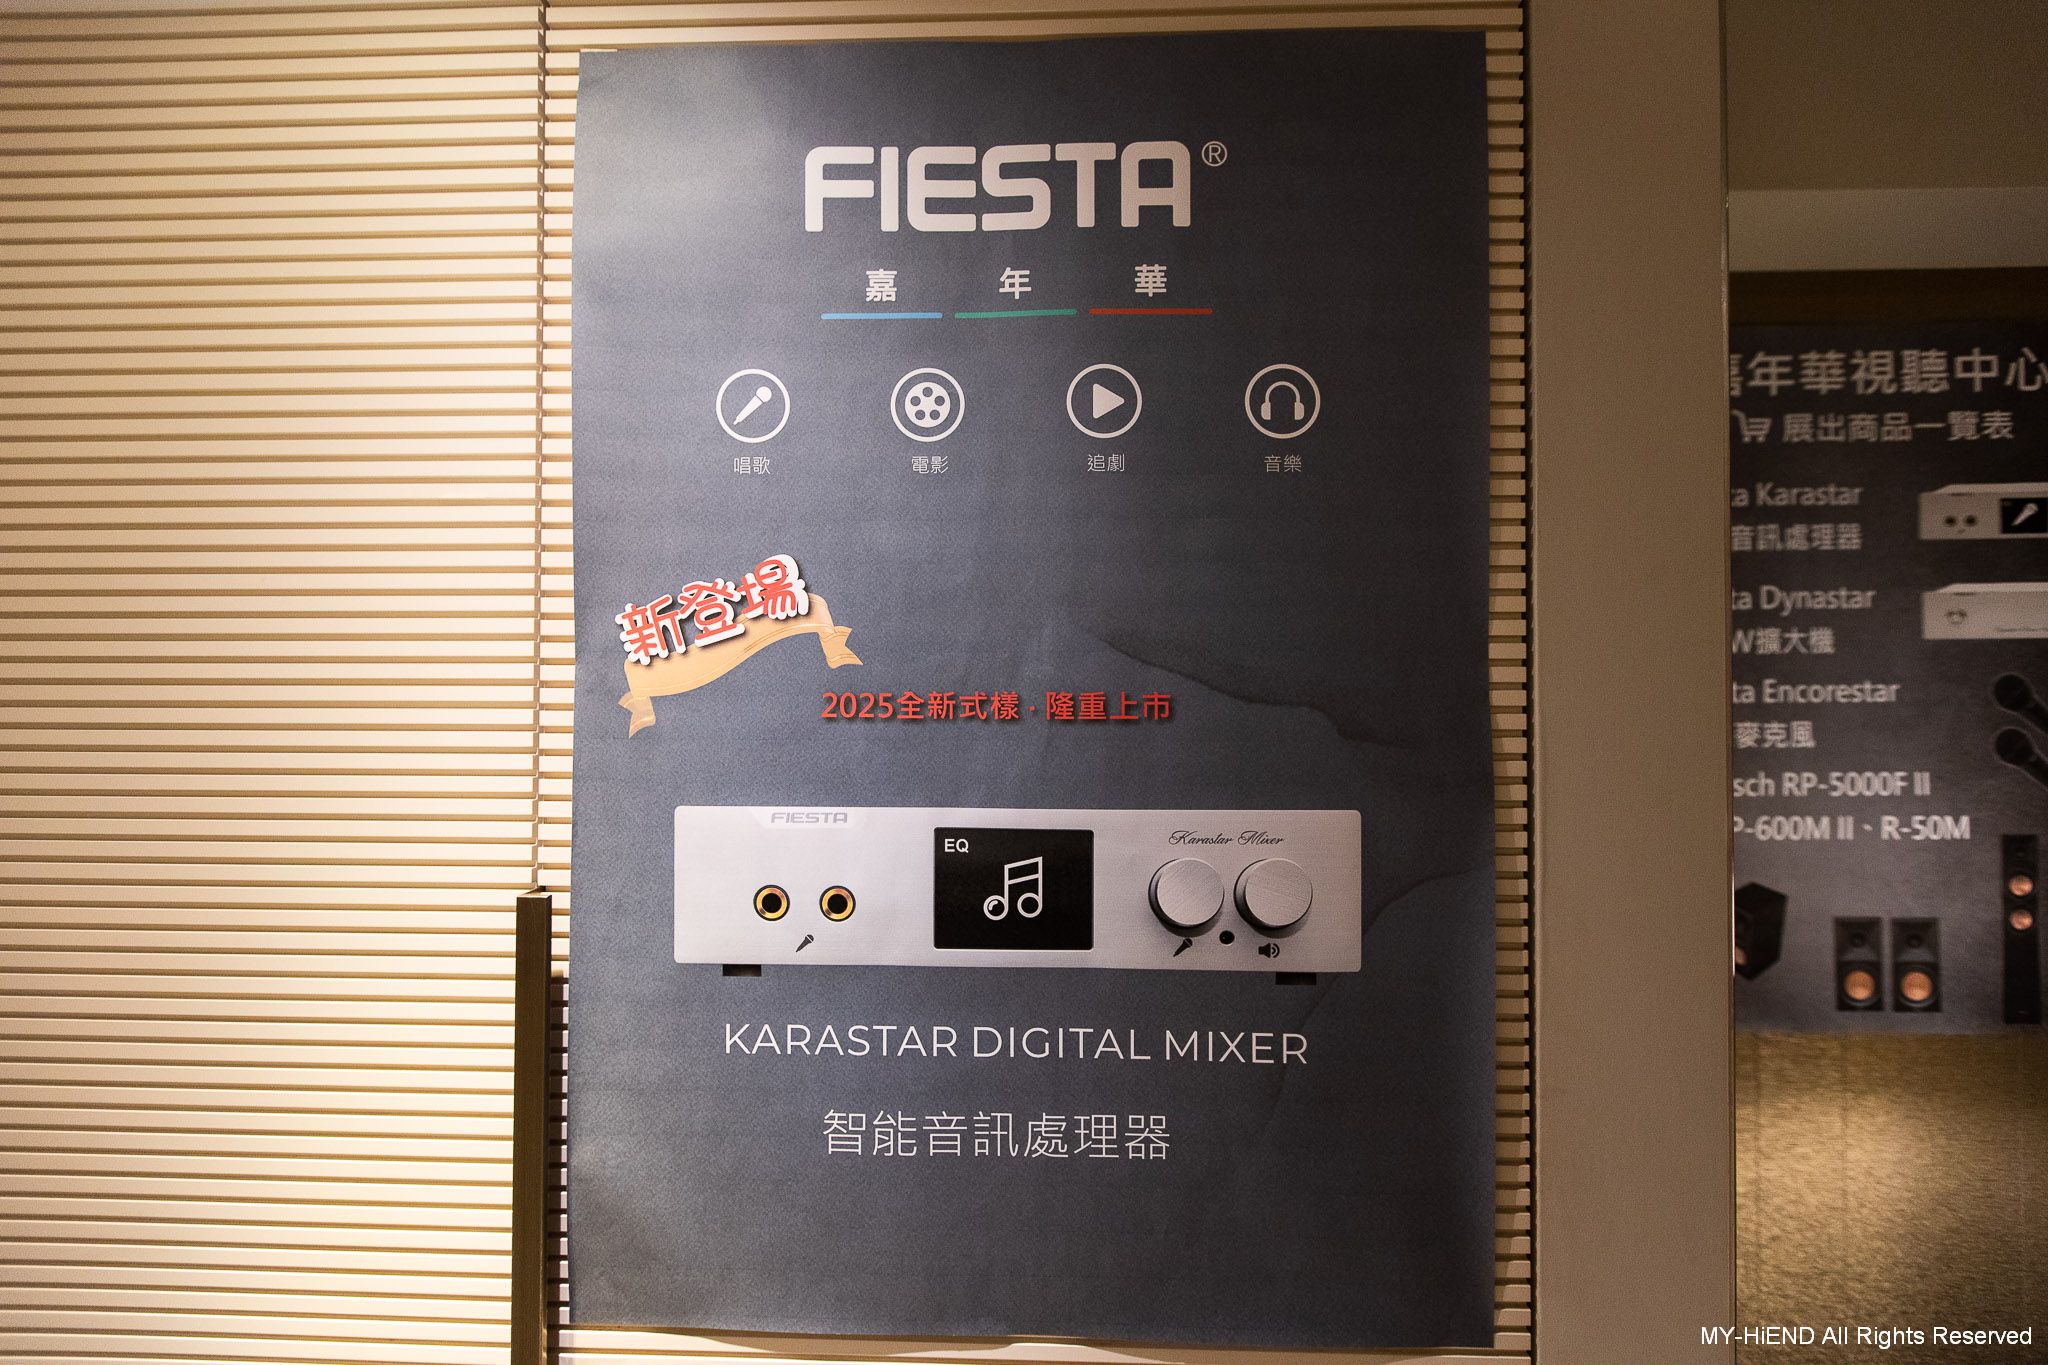 FIESTA®
嘉 年 華
唱歌 電影 追劇 音樂
新登場
2025全新式樣．隆重上市
FIESTA
EQ
Karastar Mixer
KARASTAR DIGITAL MIXER
智能音訊處理器
年華視聽中心
展出商品一覽表
Karastar
音訊處理器
Dynastar
W擴大機
Encorestar
麥克風
RP-5000F II
P-600M II、R-50M
MY-HiEND All Rights Reserved